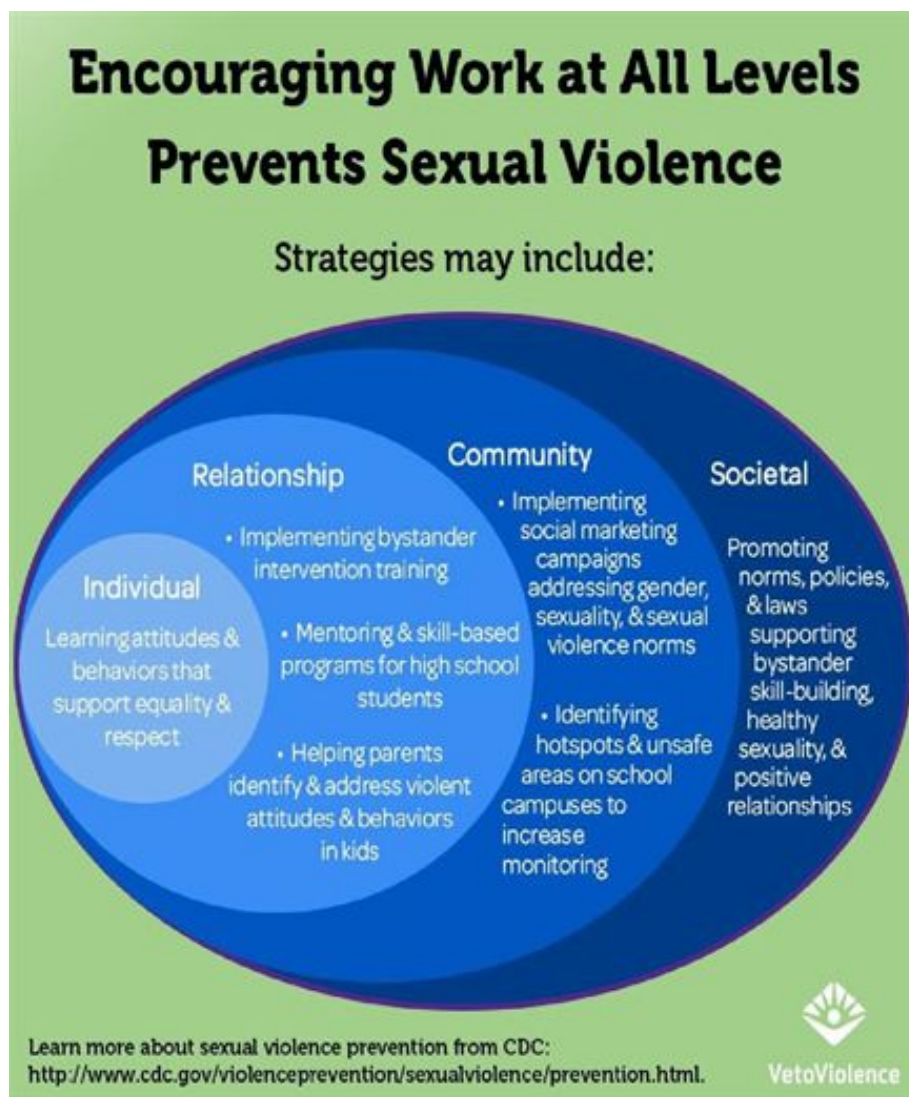 Encouraging Work at All Levels
Prevents Sexual Violence
Strategies may include:
Individual
Learning attitudes &
behaviors that
support equality &
respect
Relationship
• Implementing bystander
intervention training
• Mentoring & skill-based
programs for high school
students
• Helping parents
identify & address violent
attitudes & behaviors
in kids
Community
• Implementing
social marketing
campaigns
addressing gender,
sexuality, & sexual
violence norms
• Identifying
hotspots & unsafe
areas on school
campuses to
increase
monitoring
Societal
Promoting
norms, policies,
& laws
supporting
bystander
skill-building,
healthy
sexuality, &
positive
relationships
Learn more about sexual violence prevention from CDC:
http://www.cdc.gov/violenceprevention/sexualviolence/prevention.html.
VetoViolence